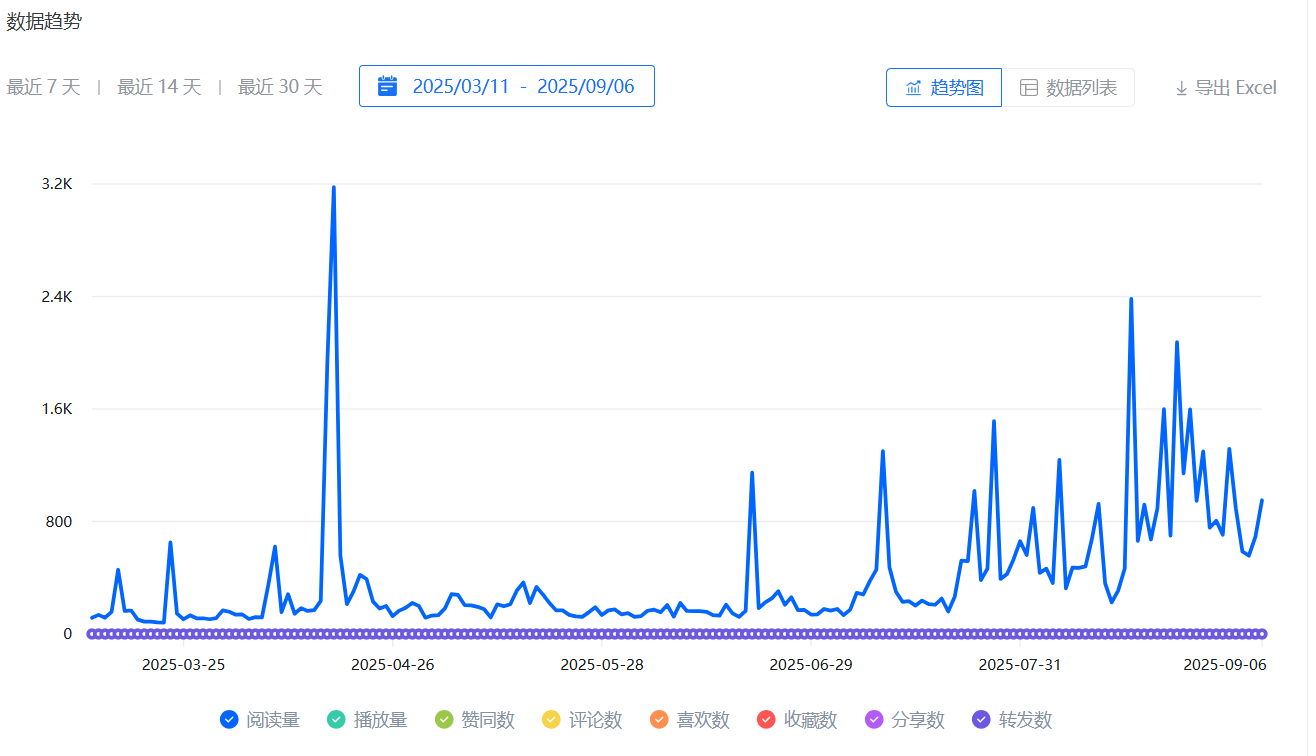 数据趋势
最近 7 天 | 最近 14 天 | 最近 30 天 2025/03/11 - 2025/09/06 趋势图 数据列表 导出 Excel
3.2K
2.4K
1.6K
800
0
2025-03-25 2025-04-26 2025-05-28 2025-06-29 2025-07-31 2025-09-06
阅读量 播放量 赞同数 评论数 喜欢数 收藏数 分享数 转发数